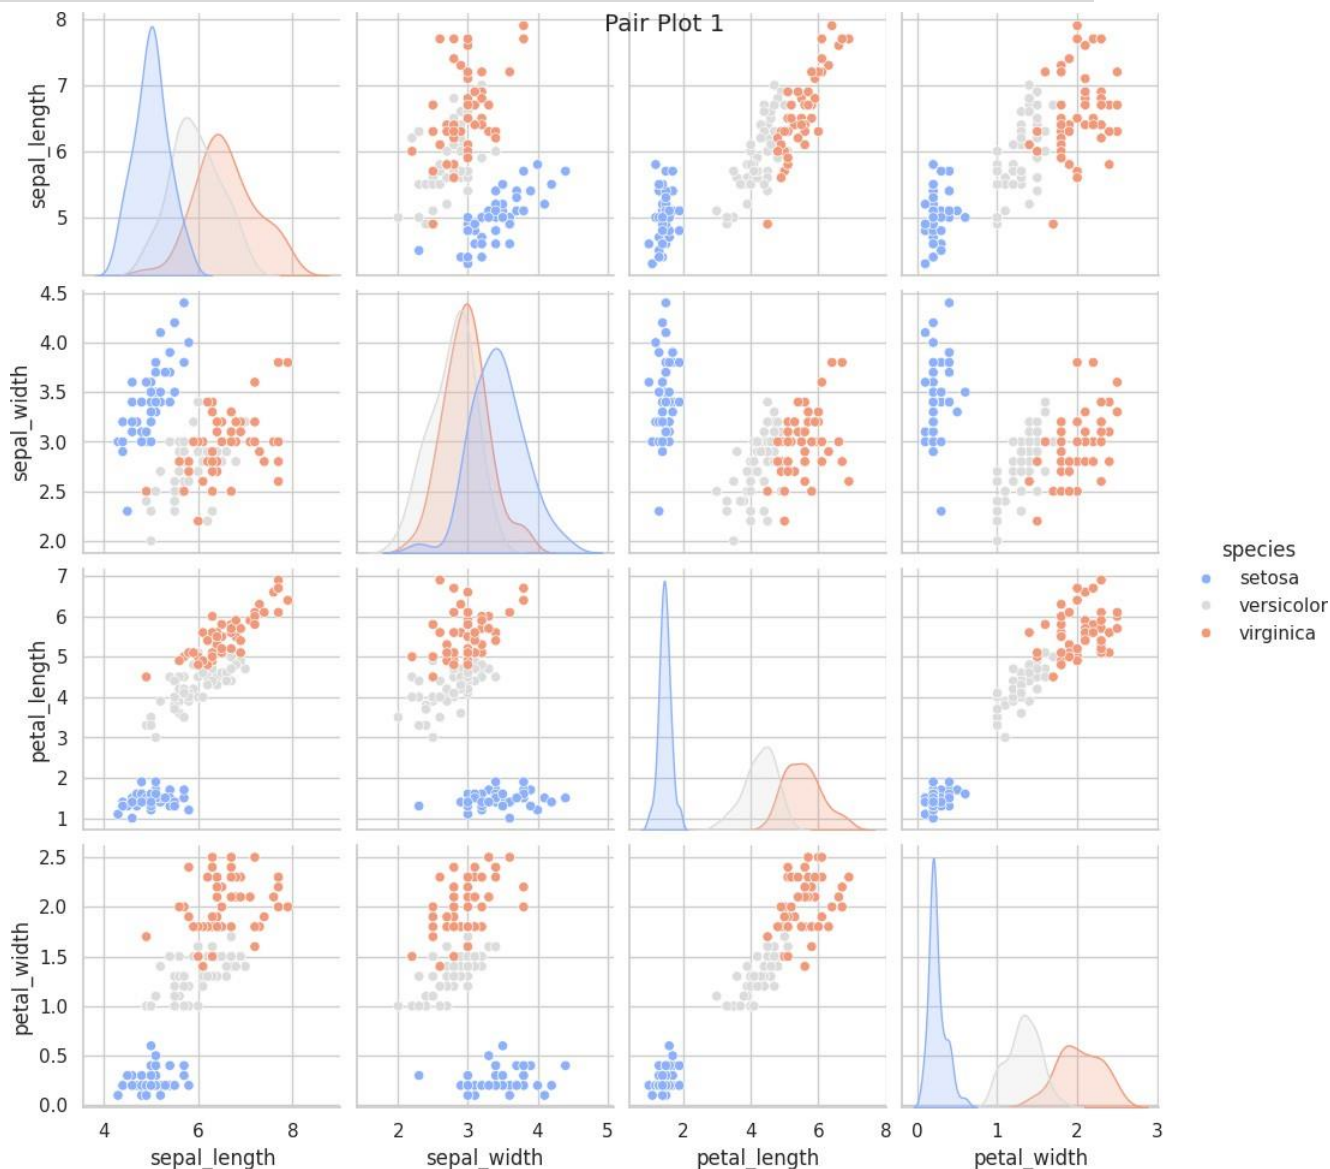 Pair Plot 1
8
7
6
5
sepal_length
4.5
4.0
3.5
3.0
2.5
2.0
sepal_width
7
6
5
4
3
2
1
petal_length
2.5
2.0
1.5
1.0
0.5
0.0
petal_width
4 6 8
sepal_length
2 3 4 5
sepal_width
2 4 6 8
petal_length
0 1 2 3
petal_width
species
setosa
versicolor
virginica